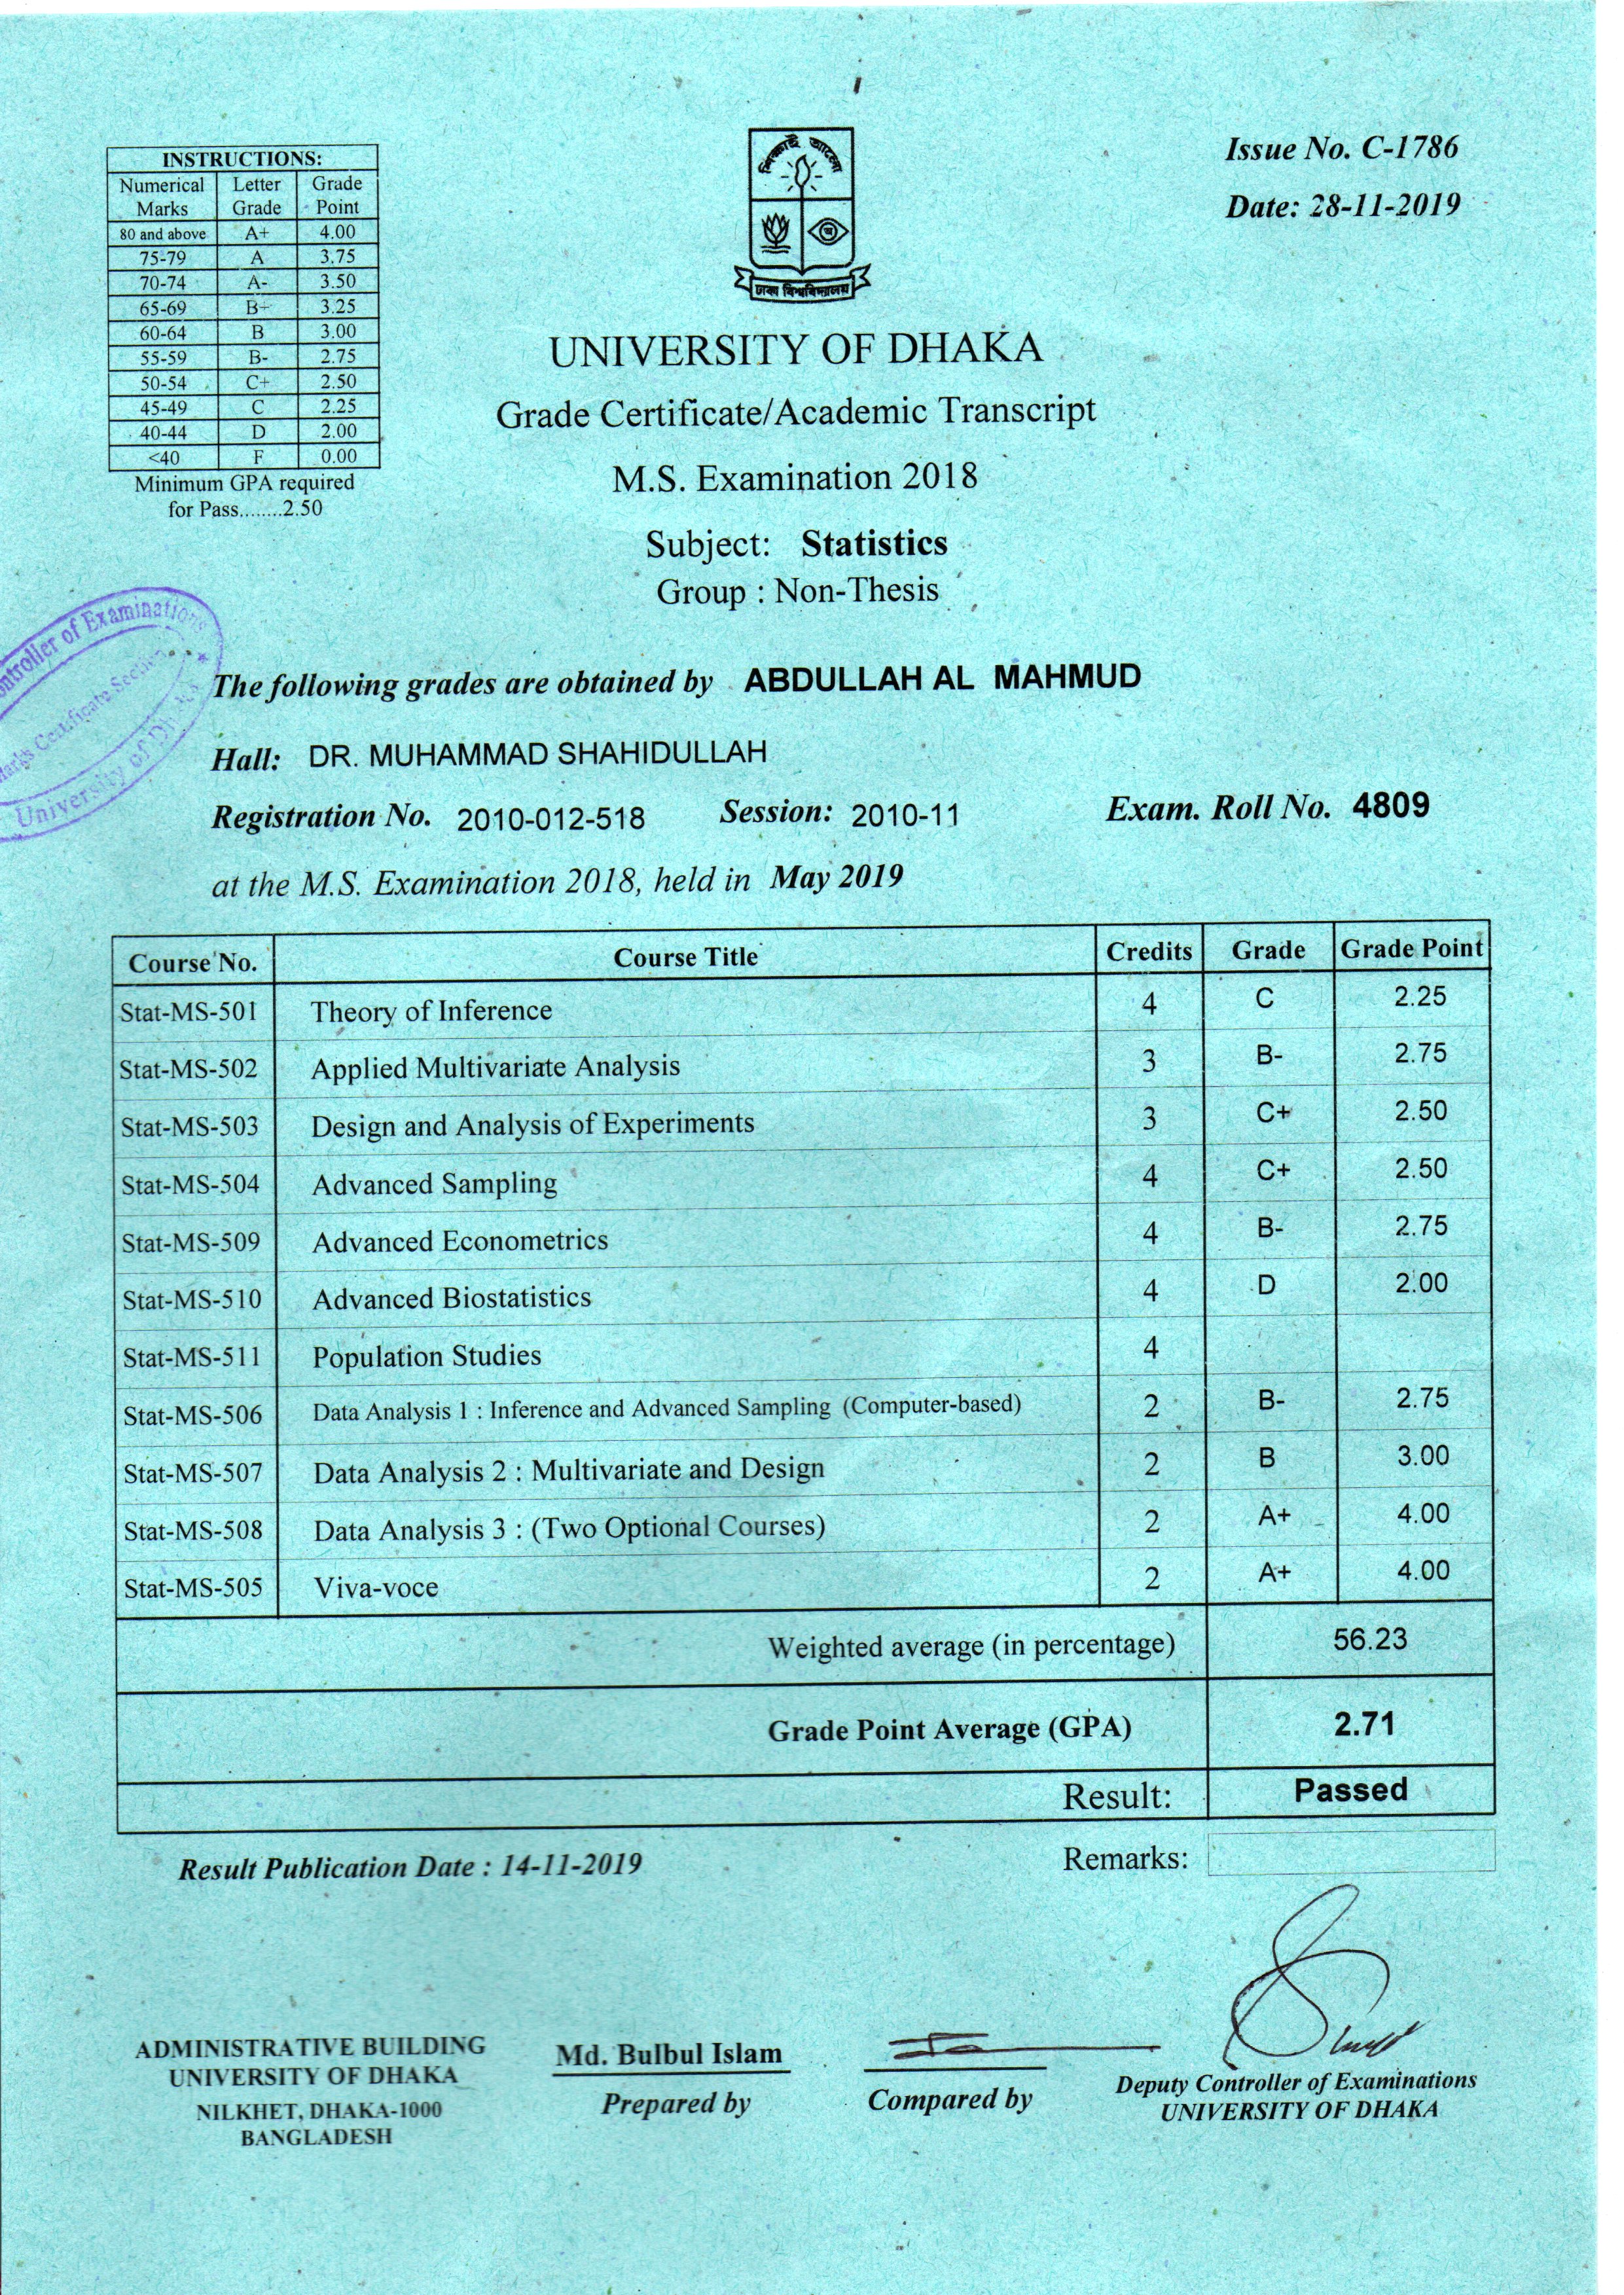 INSTRUCTIONS:
Numerical Marks Letter Grade Grade Point
80 and above A+ 4.00
75-79 A 3.75
70-74 A- 3.50
65-69 B+ 3.25
60-64 B 3.00
55-59 B- 2.75
50-54 C+ 2.50
45-49 C 2.25
40-44 D 2.00
<40 F 0.00
Minimum GPA required
for Pass........2.50
শিক্ষাই আলো
ঢাকা বিশ্ববিদ্যালয়
Issue No. C-1786
Date: 28-11-2019
UNIVERSITY OF DHAKA
Grade Certificate/Academic Transcript
M.S. Examination 2018
Subject: Statistics
Group : Non-Thesis
of Examinations
Certificate Section
University of Dhaka
The following grades are obtained by ABDULLAH AL MAHMUD
Hall: DR. MUHAMMAD SHAHIDULLAH
Registration No. 2010-012-518 Session: 2010-11 Exam. Roll No. 4809
at the M.S. Examination 2018, held in May 2019
Course No. Course Title Credits Grade Grade Point
Stat-MS-501 Theory of Inference 4 C 2.25
Stat-MS-502 Applied Multivariate Analysis 3 B- 2.75
Stat-MS-503 Design and Analysis of Experiments 3 C+ 2.50
Stat-MS-504 Advanced Sampling 4 C+ 2.50
Stat-MS-509 Advanced Econometrics 4 B- 2.75
Stat-MS-510 Advanced Biostatistics 4 D 2.00
Stat-MS-511 Population Studies 4
Stat-MS-506 Data Analysis 1 : Inference and Advanced Sampling (Computer-based) 2 B- 2.75
Stat-MS-507 Data Analysis 2 : Multivariate and Design 2 B 3.00
Stat-MS-508 Data Analysis 3 : (Two Optional Courses) 2 A+ 4.00
Stat-MS-505 Viva-voce 2 A+ 4.00
Weighted average (in percentage) 56.23
Grade Point Average (GPA) 2.71
Result: Passed
Result Publication Date : 14-11-2019 Remarks:
ADMINISTRATIVE BUILDING
UNIVERSITY OF DHAKA
NILKHET, DHAKA-1000
BANGLADESH
Md. Bulbul Islam
Prepared by
Compared by
Deputy Controller of Examinations
UNIVERSITY OF DHAKA